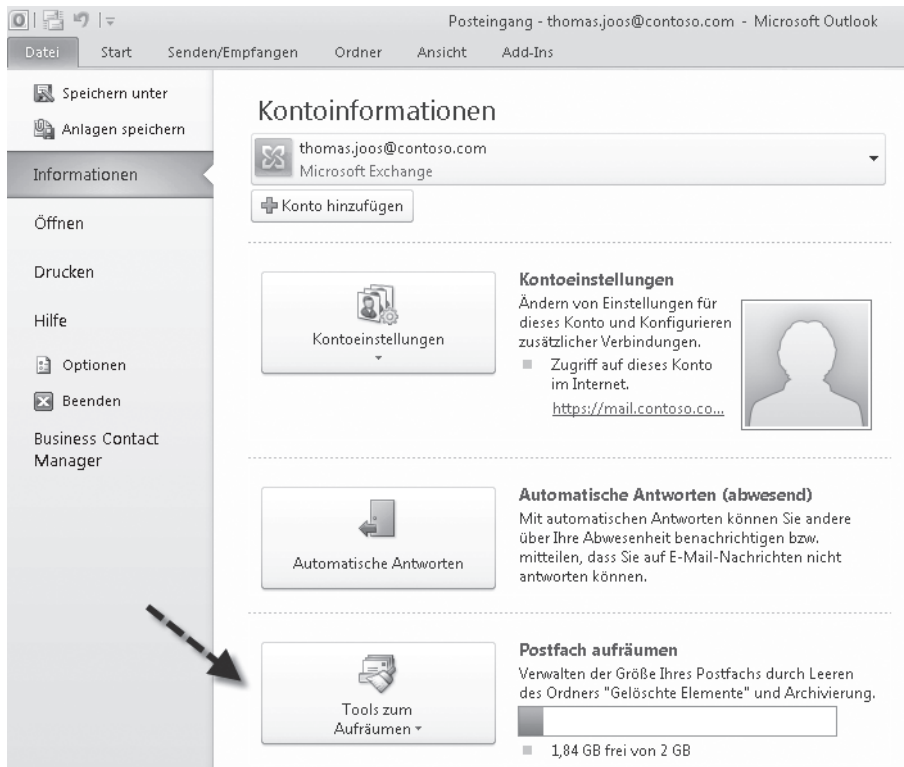 Posteingang - thomas.joos@contoso.com - Microsoft Outlook
Datei Start Senden/Empfangen Ordner Ansicht Add-Ins
Speichern unter
Anlagen speichern
Informationen
Öffnen
Drucken
Hilfe
Optionen
Beenden
Business Contact
Manager
Kontoinformationen
thomas.joos@contoso.com
Microsoft Exchange
Konto hinzufügen
Kontoeinstellungen
Kontoeinstellungen
Ändern von Einstellungen für
dieses Konto und Konfigurieren
zusätzlicher Verbindungen.
Zugriff auf dieses Konto
im Internet.
https://mail.contoso.co...
Automatische Antworten
Automatische Antworten (abwesend)
Mit automatischen Antworten können Sie andere
über Ihre Abwesenheit benachrichtigen bzw.
mitteilen, dass Sie auf E-Mail-Nachrichten nicht
antworten können.
Tools zum
Aufräumen
Postfach aufräumen
Verwalten der Größe Ihres Postfachs durch Leeren
des Ordners "Gelöschte Elemente" und Archivierung.
1,84 GB frei von 2 GB